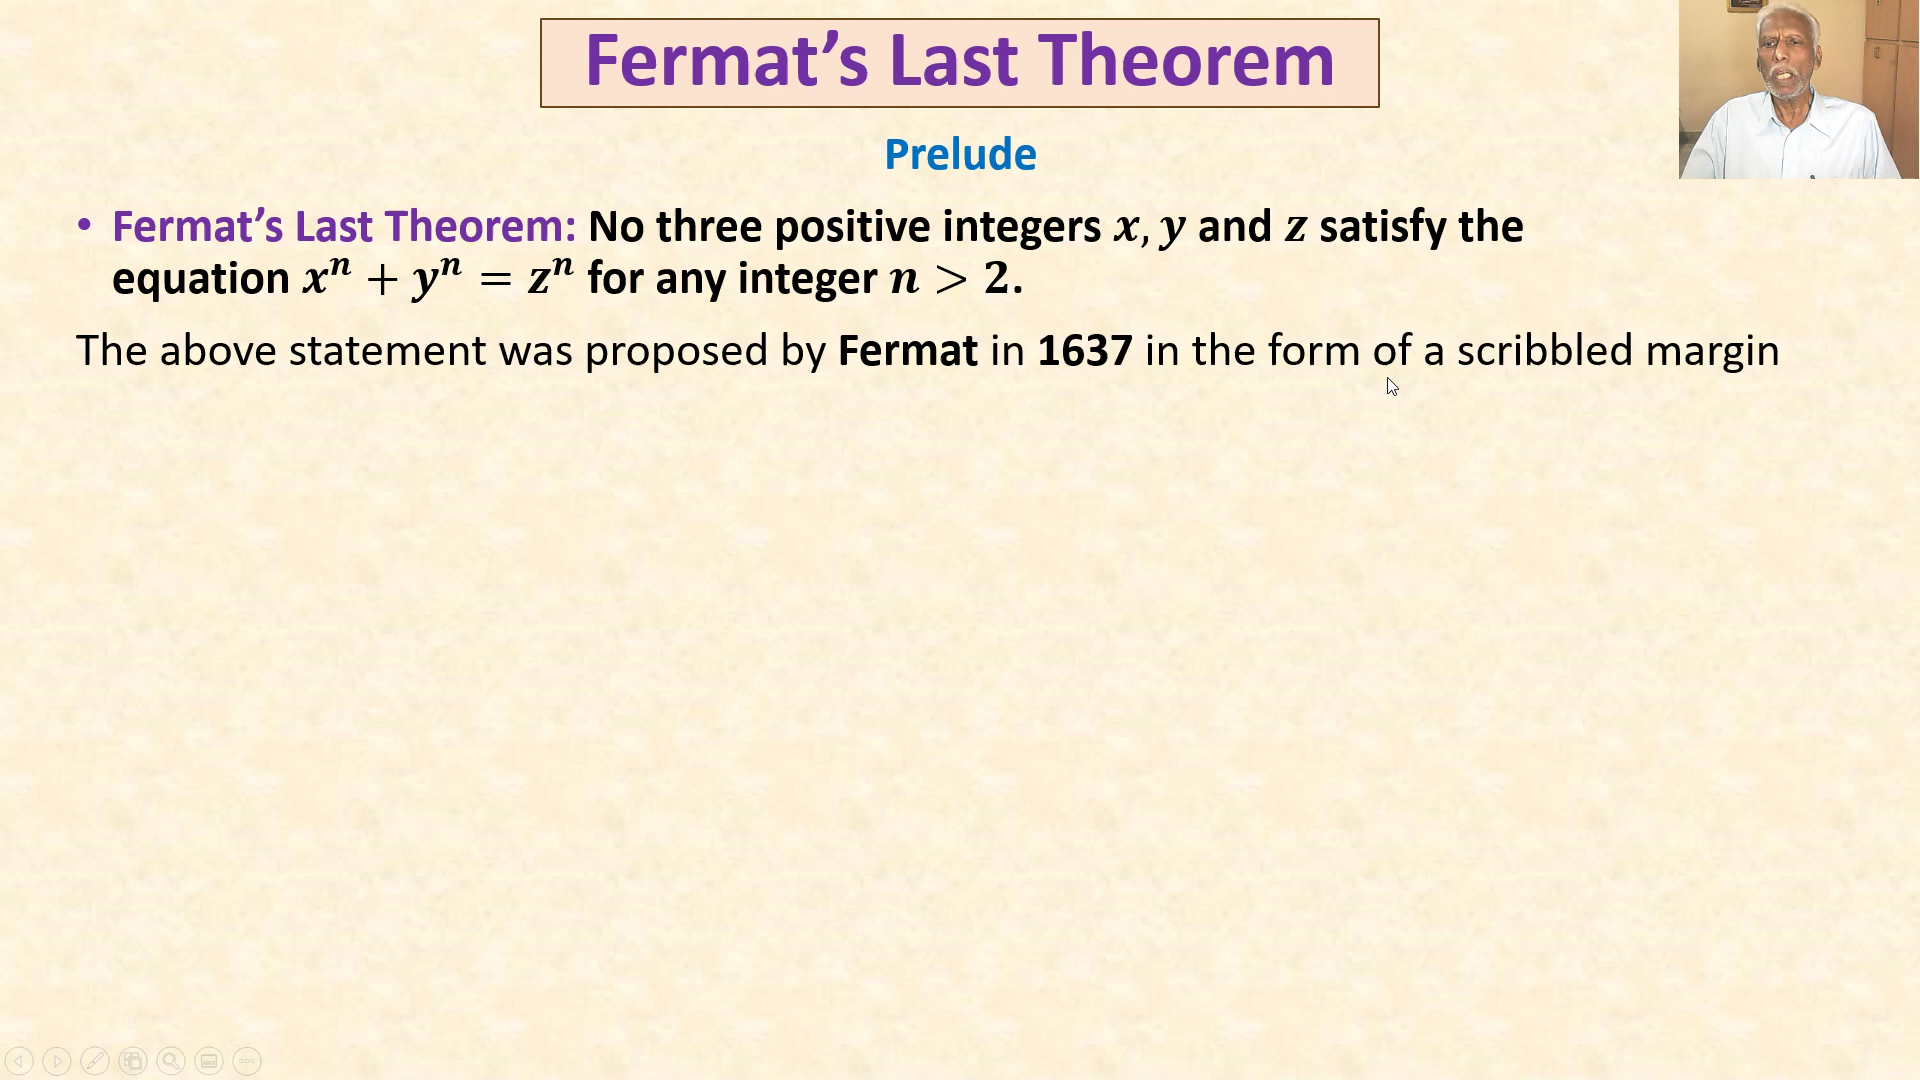 Fermat’s Last Theorem
Prelude
• Fermat’s Last Theorem: No three positive integers x, y and z satisfy the
equation xⁿ + yⁿ = zⁿ for any integer n > 2.
The above statement was proposed by Fermat in 1637 in the form of a scribbled margin